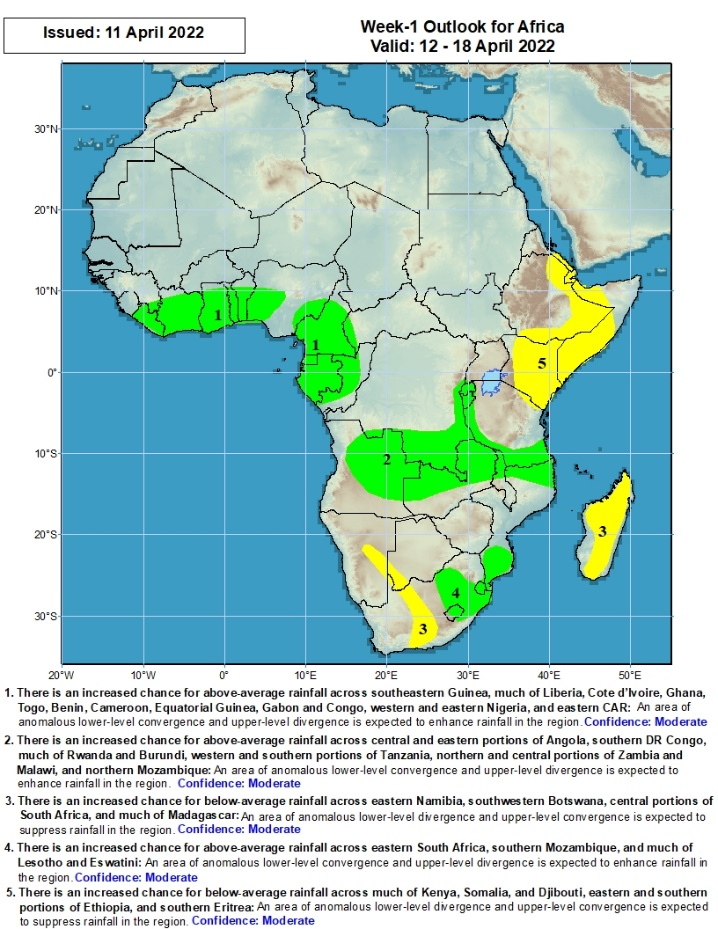 Issued: 11 April 2022
Week-1 Outlook for Africa
Valid: 12 - 18 April 2022
30°N
20°N
10°N
0°
10°S
20°S
30°S
1
1
5
2
3
4
3
20°W
10°W
0°
10°E
20°E
30°E
40°E
50°E
1. There is an increased chance for above-average rainfall across southeastern Guinea, much of Liberia, Cote d'Ivoire, Ghana,
Togo, Benin, Cameroon, Equatorial Guinea, Gabon and Congo, western and eastern Nigeria, and eastern CAR: An area of
anomalous lower-level convergence and upper-level divergence is expected to enhance rainfall in the region. Confidence: Moderate
2. There is an increased chance for above-average rainfall across central and eastern portions of Angola, southern DR Congo,
much of Rwanda and Burundi, western and southern portions of Tanzania, northern and central portions of Zambia and
Malawi, and northern Mozambique: An area of anomalous lower-level convergence and upper-level divergence is expected to
enhance rainfall in the region. Confidence: Moderate
3. There is an increased chance for below-average rainfall across eastern Namibia, southwestern Botswana, central portions of
South Africa, and much of Madagascar: An area of anomalous lower-level divergence and upper-level convergence is expected to
suppress rainfall in the region. Confidence: Moderate
4. There is an increased chance for above-average rainfall across eastern South Africa, southern Mozambique, and much of
Lesotho and Eswatini: An area of anomalous lower-level convergence and upper-level divergence is expected to enhance rainfall in
the region. Confidence: Moderate
5. There is an increased chance for below-average rainfall across much of Kenya, Somalia, and Djibouti, eastern and southern
portions of Ethiopia, and southern Eritrea: An area of anomalous lower-level divergence and upper-level convergence is expected
to suppress rainfall in the region. Confidence: Moderate